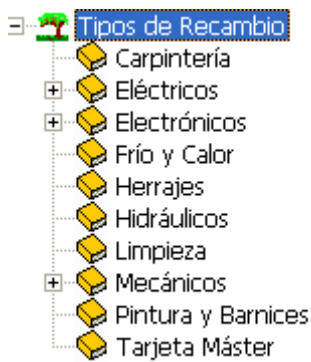 Tipos de Recambio
Carpintería
Eléctricos
Electrónicos
Frío y Calor
Herrajes
Hidráulicos
Limpieza
Mecánicos
Pintura y Barnices
Tarjeta Máster